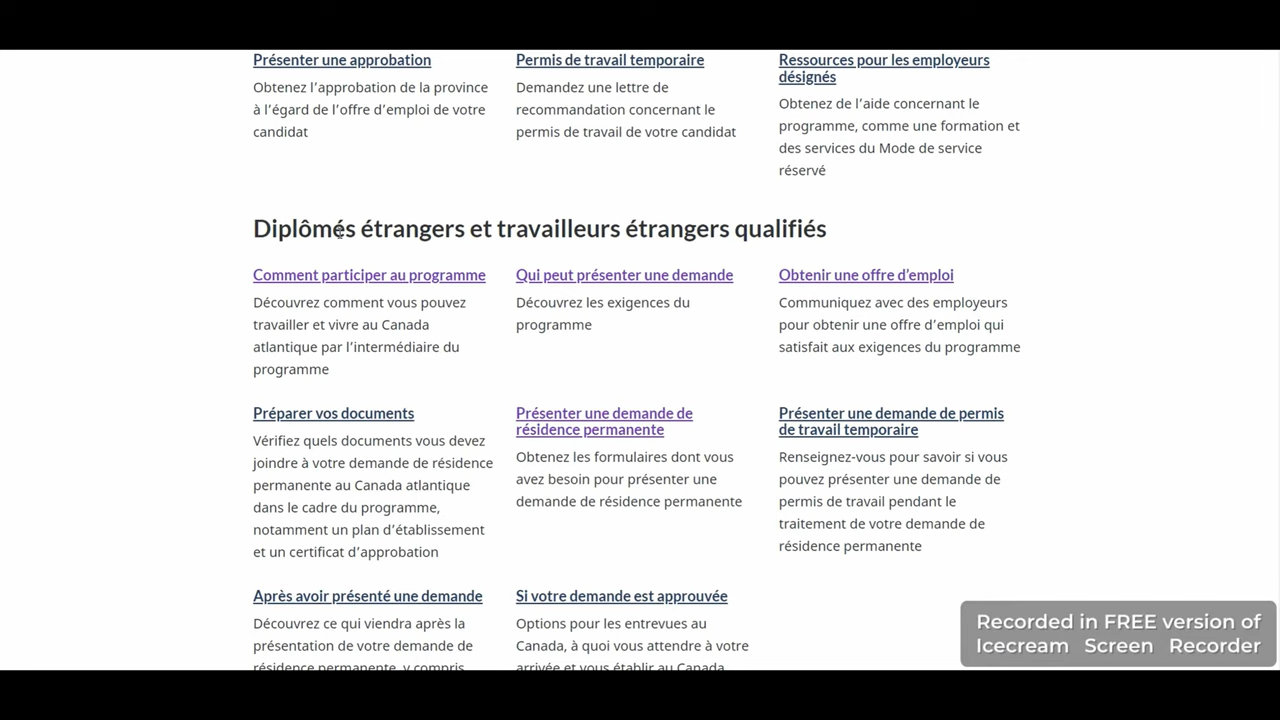 Présenter une approbation
Obtenez l’approbation de la province
à l’égard de l’offre d’emploi de votre
candidat
Permis de travail temporaire
Demandez une lettre de
recommandation concernant le
permis de travail de votre candidat
Ressources pour les employeurs
désignés
Obtenez de l’aide concernant le
programme, comme une formation et
des services du Mode de service
réservé
Diplômés étrangers et travailleurs étrangers qualifiés
Comment participer au programme
Découvrez comment vous pouvez
travailler et vivre au Canada
atlantique par l’intermédiaire du
programme
Qui peut présenter une demande
Découvrez les exigences du
programme
Obtenir une offre d’emploi
Communiquez avec des employeurs
pour obtenir une offre d’emploi qui
satisfait aux exigences du programme
Préparer vos documents
Vérifiez quels documents vous devez
joindre à votre demande de résidence
permanente au Canada atlantique
dans le cadre du programme,
notamment un plan d’établissement
et un certificat d’approbation
Présenter une demande de
résidence permanente
Obtenez les formulaires dont vous
avez besoin pour présenter une
demande de résidence permanente
Présenter une demande de permis
de travail temporaire
Renseignez-vous pour savoir si vous
pouvez présenter une demande de
permis de travail pendant le
traitement de votre demande de
résidence permanente
Après avoir présenté une demande
Découvrez ce qui viendra après la
présentation de votre demande de
résidence permanente, y compris
Si votre demande est approuvée
Options pour les entrevues au
Canada, à quoi vous attendre à votre
arrivée et vous établir au Canada
Recorded in FREE version of
Icecream Screen Recorder